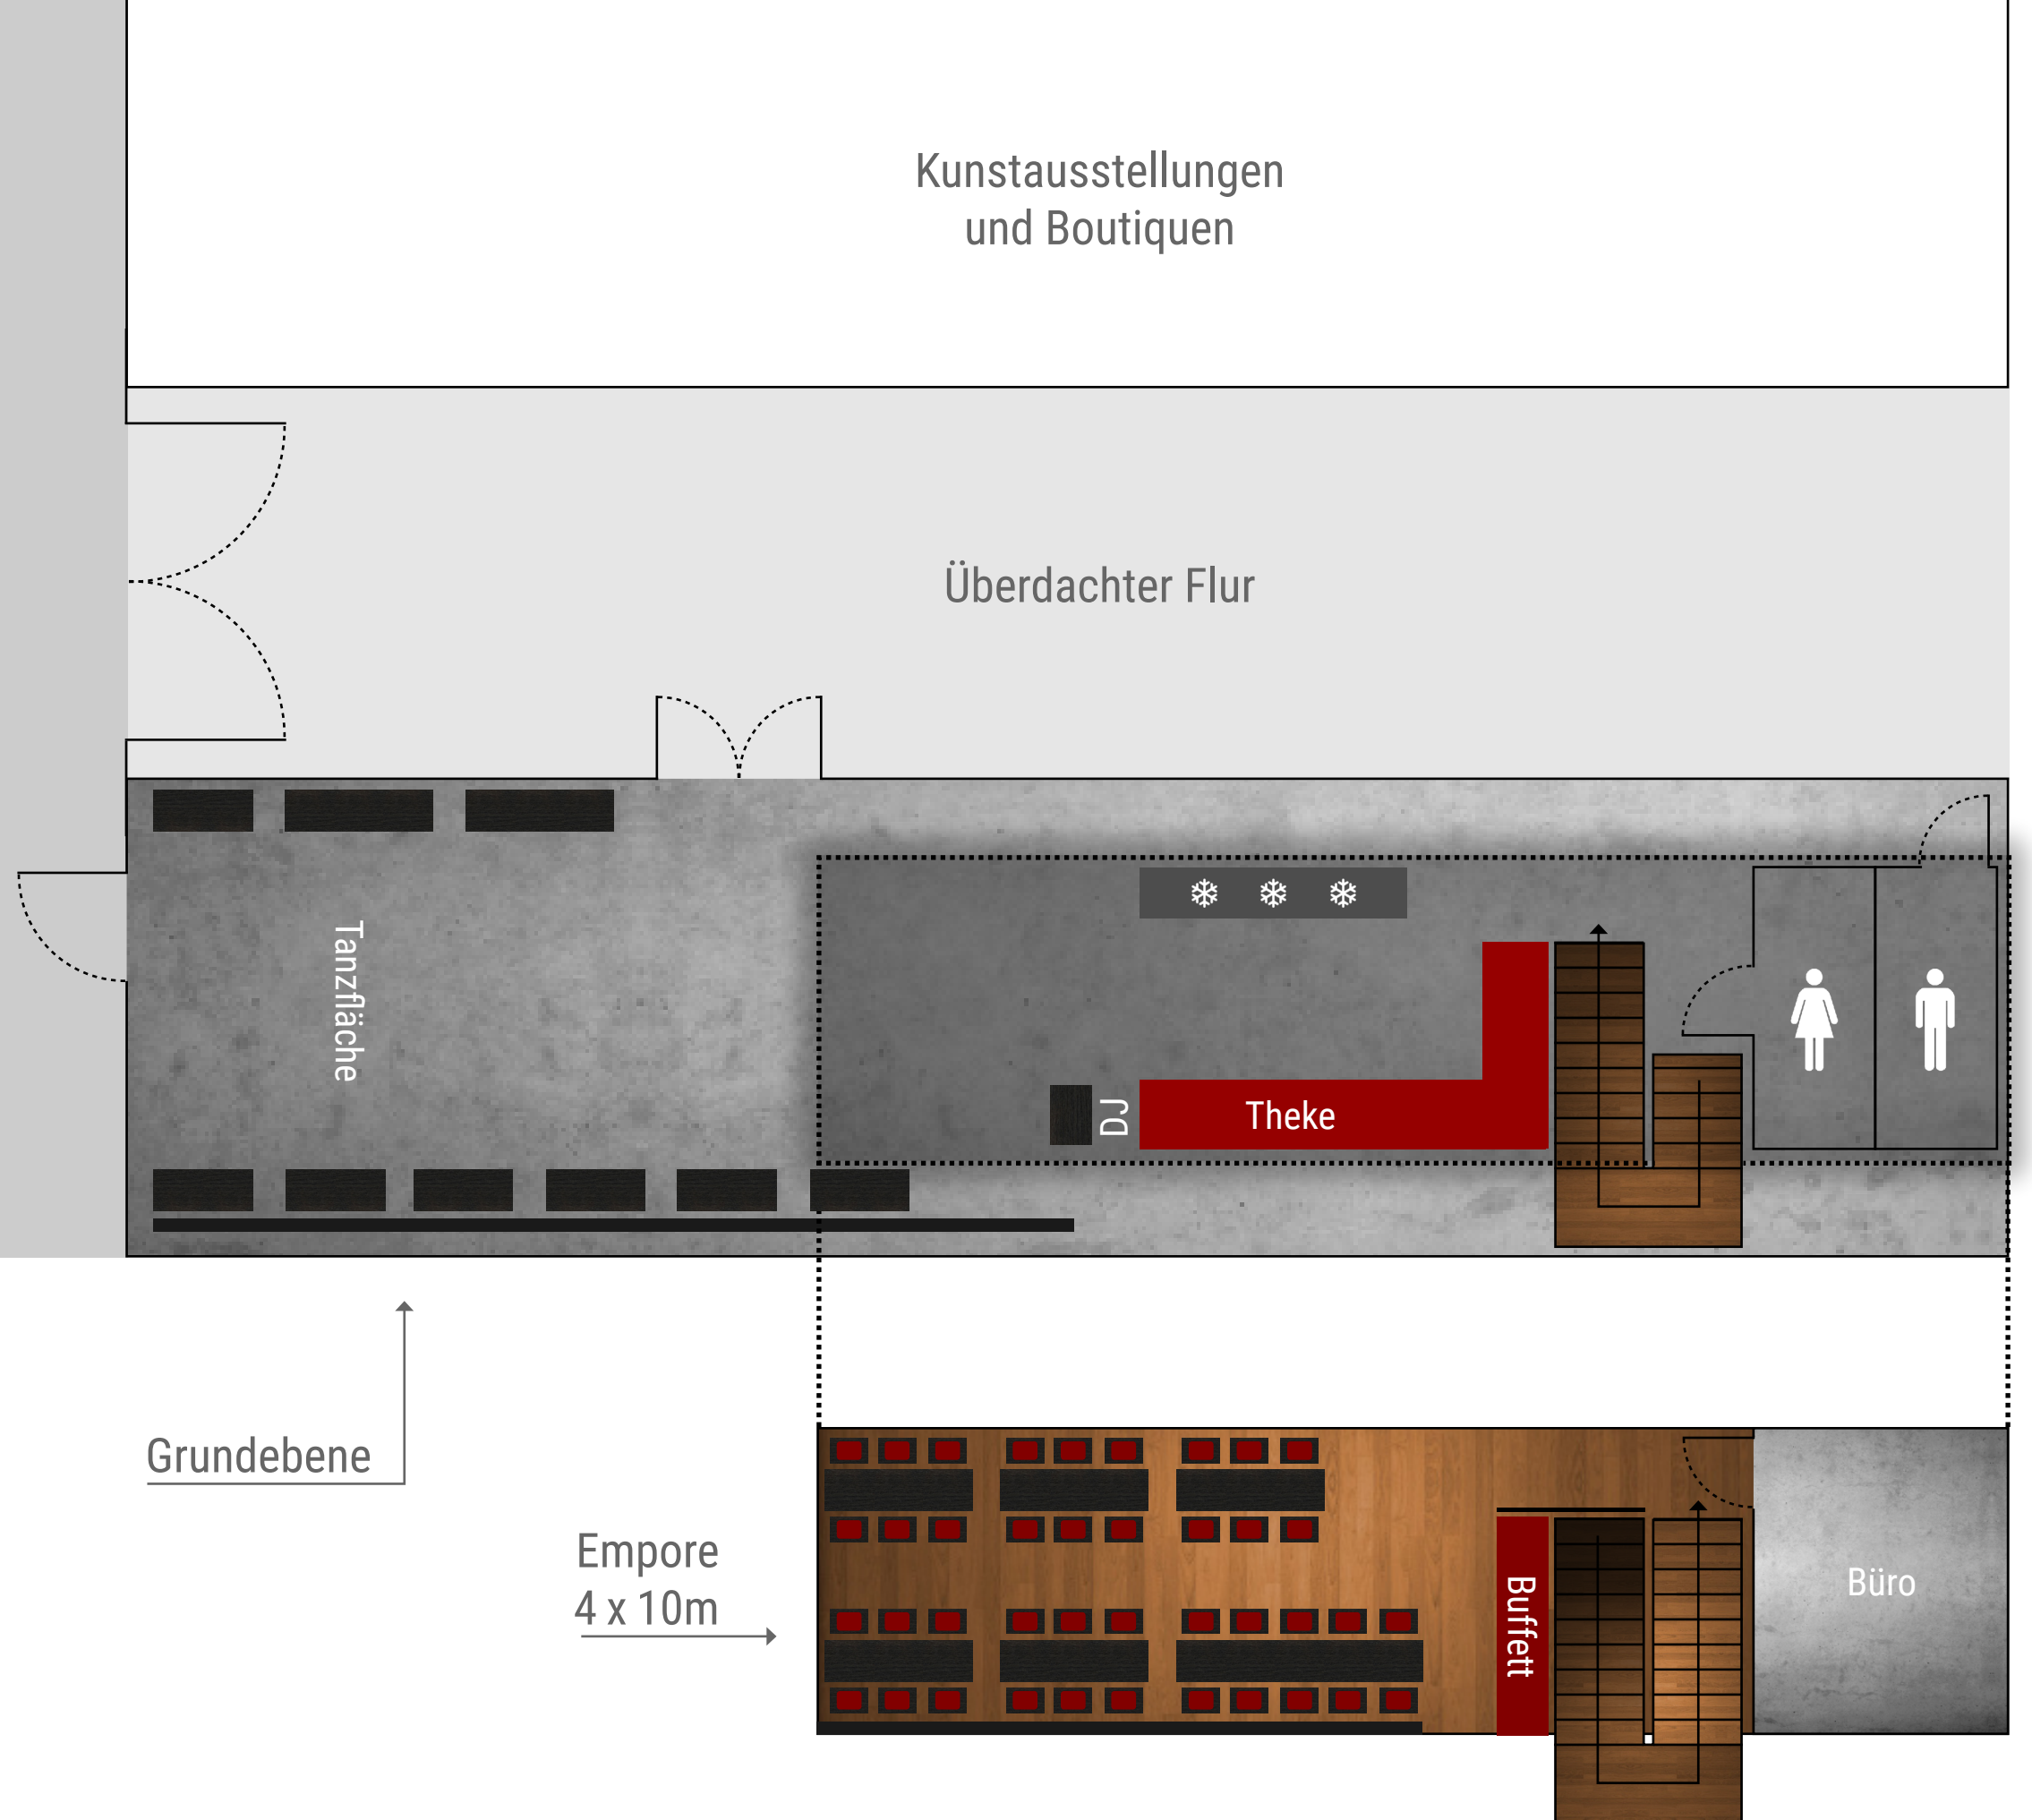 Kunstausstellungen
und Boutiquen
Überdachter Flur
Tanzfläche
DJ
Theke
Grundebene
Empore
4 x 10m
Buffett
Büro